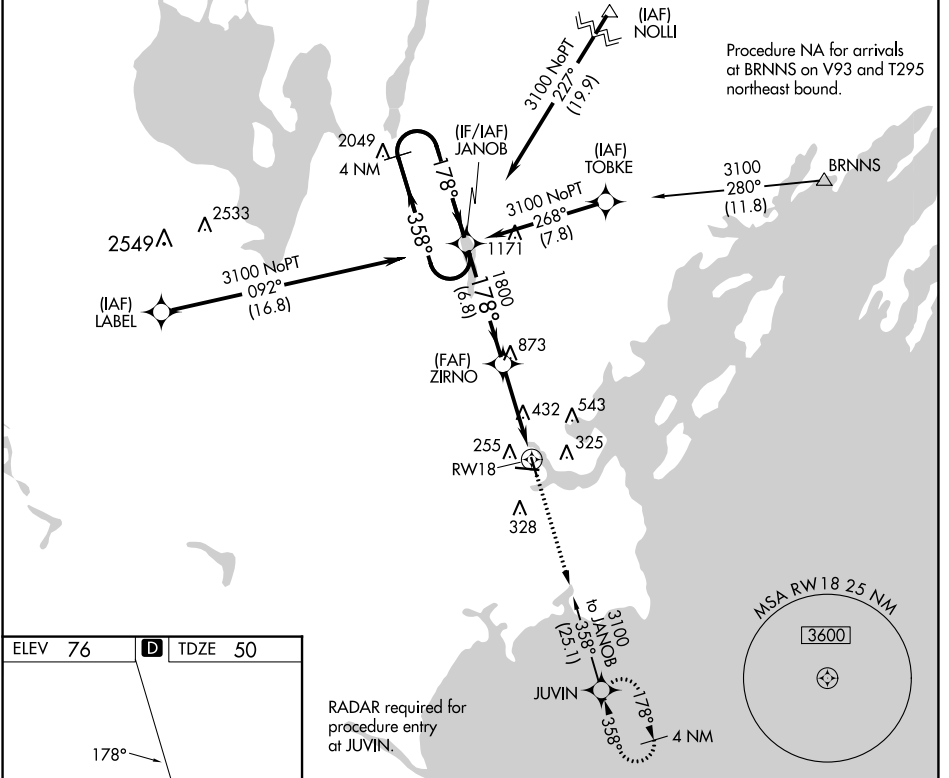 (IAF)
NOLLI
3100 NoPT
227°
(19.9)
Procedure NA for arrivals
at BRNNS on V93 and T295
northeast bound.
2049
4 NM
(IF/IAF)
JANOB
178°
358°
(IAF)
TOBKE
3100 NoPT
268°
(7.8)
1171
3100
280°
(11.8)
BRNNS
2533
2549
3100 NoPT
092°
(16.8)
(IAF)
LABEL
1800
178°
(6.8)
873
(FAF)
ZIRNO
432
543
255
325
RW18
328
3100
to JANOB
358°
(25.1)
JUVIN
178°
358°
4 NM
MSA RW18 25 NM
3600
RADAR required for
procedure entry
at JUVIN.
ELEV 76 D TDZE 50
178°